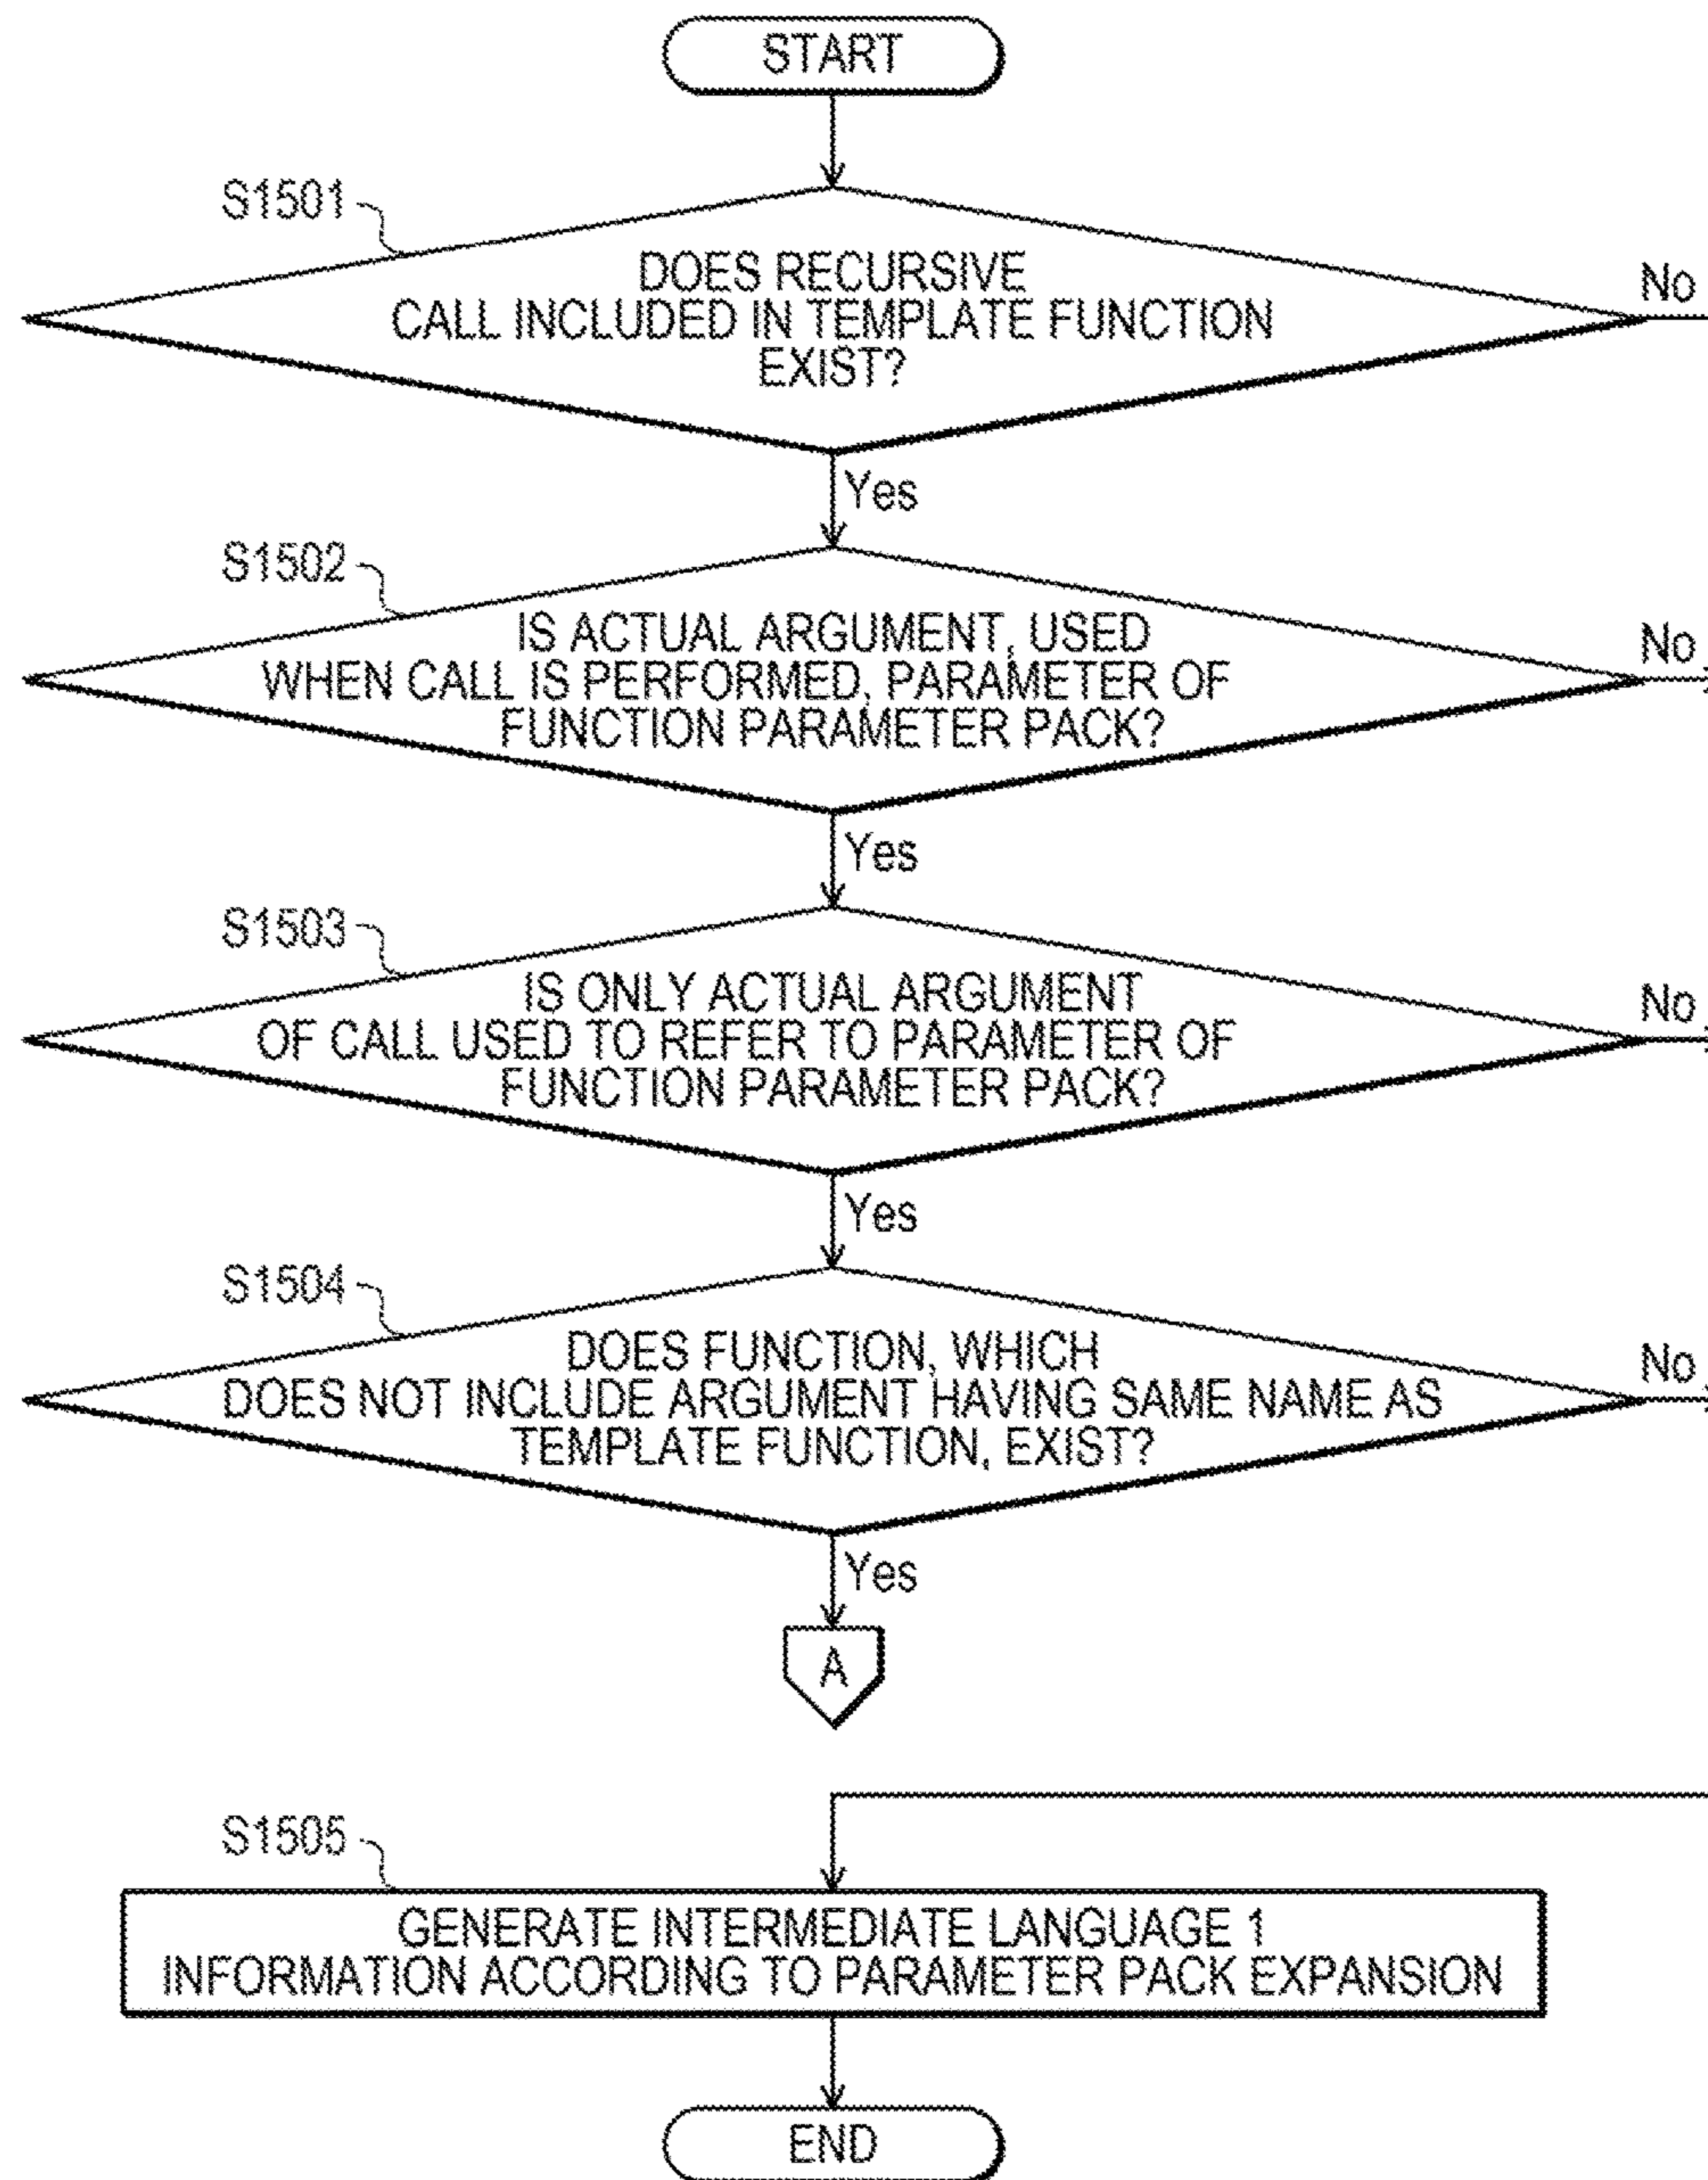 START
S1501
DOES RECURSIVE
CALL INCLUDED IN TEMPLATE FUNCTION
EXIST?
No
Yes
S1502
IS ACTUAL ARGUMENT, USED
WHEN CALL IS PERFORMED, PARAMETER OF
FUNCTION PARAMETER PACK?
No
Yes
S1503
IS ONLY ACTUAL ARGUMENT
OF CALL USED TO REFER TO PARAMETER OF
FUNCTION PARAMETER PACK?
No
Yes
S1504
DOES FUNCTION, WHICH
DOES NOT INCLUDE ARGUMENT HAVING SAME NAME AS
TEMPLATE FUNCTION, EXIST?
No
Yes
A
S1505
GENERATE INTERMEDIATE LANGUAGE 1
INFORMATION ACCORDING TO PARAMETER PACK EXPANSION
END